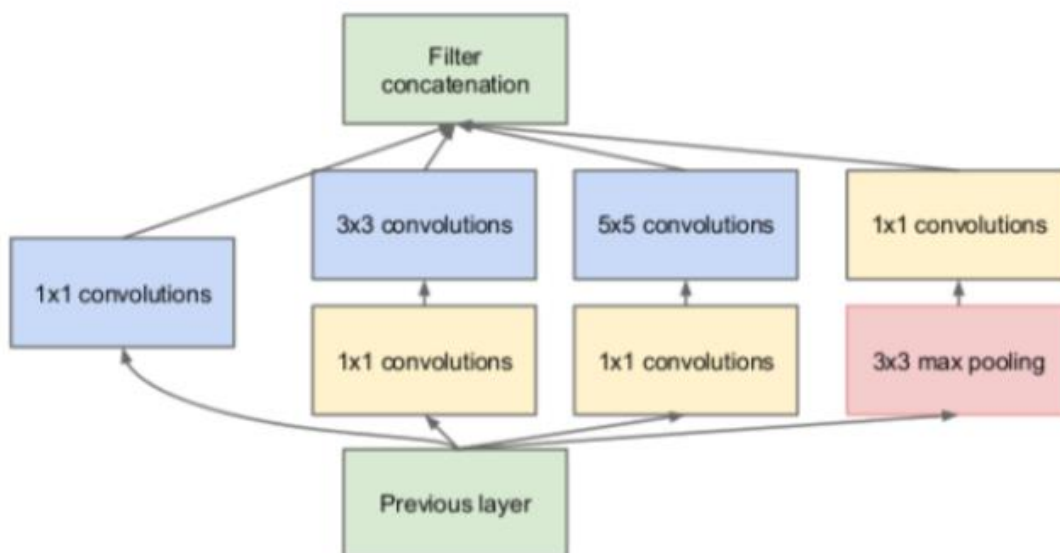 Filter
concatenation
3x3 convolutions
5x5 convolutions
1x1 convolutions
1x1 convolutions
1x1 convolutions
1x1 convolutions
3x3 max pooling
Previous layer